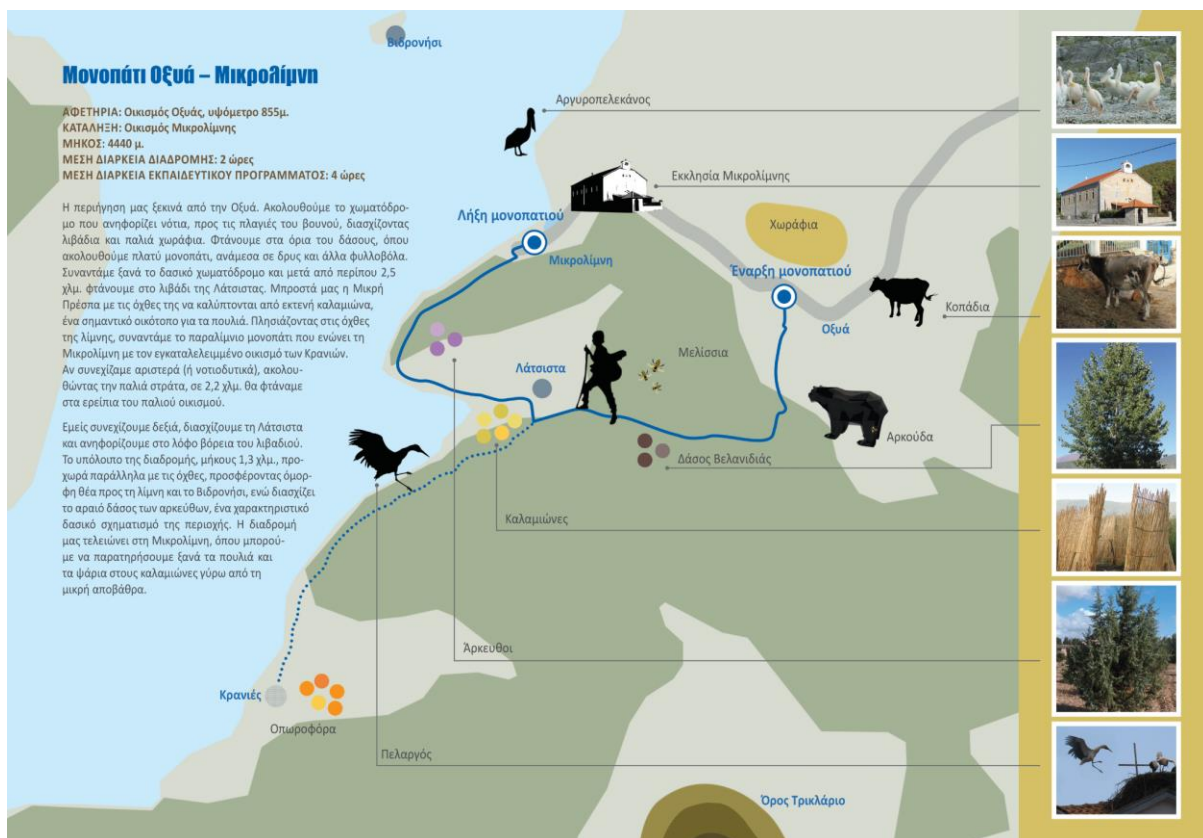 Βιδρονήσι
Μονοπάτι Οξυά – Μικρολίμνη
ΑΦΕΤΗΡΙΑ: Οικισμός Οξυάς, υψόμετρο 855μ.
ΚΑΤΑΛΗΞΗ: Οικισμός Μικρολίμνης
ΜΗΚΟΣ: 4440 μ.
ΜΕΣΗ ΔΙΑΡΚΕΙΑ ΔΙΑΔΡΟΜΗΣ: 2 ώρες
ΜΕΣΗ ΔΙΑΡΚΕΙΑ ΕΚΠΑΙΔΕΥΤΙΚΟΥ ΠΡΟΓΡΑΜΜΑΤΟΣ: 4 ώρες
Η περιήγηση μας ξεκινά από την Οξυά. Ακολουθούμε το χωματόδρο-
μο που ανηφορίζει νότια, προς τις πλαγιές του βουνού, διασχίζοντας
λιβάδια και παλιά χωράφια. Φτάνουμε στα όρια του δάσους, όπου
ακολουθούμε πλατύ μονοπάτι, ανάμεσα σε δρυς και άλλα φυλλοβόλα.
Συναντάμε ξανά το δασικό χωματόδρομο και μετά από περίπου 2,5
χλμ. φτάνουμε στο λιβάδι της Λάτσιστας. Μπροστά μας η Μικρή
Πρέσπα με τις όχθες της να καλύπτονται από εκτενή καλαμιώνα,
ένα σημαντικό οικότοπο για τα πουλιά. Πλησιάζοντας στις όχθες
της λίμνης, συναντάμε το παραλίμνιο μονοπάτι που ενώνει τη
Μικρολίμνη με τον εγκαταλελειμμένο οικισμό των Κρανιών.
Αν συνεχίζαμε αριστερά (ή νοτιοδυτικά), ακολου-
θώντας την παλιά στράτα, σε 2,2 χλμ. θα φτάναμε
στα ερείπια του παλιού οικισμού.
Εμείς συνεχίζουμε δεξιά, διασχίζουμε τη Λάτσιστα
και ανηφορίζουμε στο λόφο βόρεια του λιβαδιού.
Το υπόλοιπο της διαδρομής, μήκους 1,3 χλμ., προ-
χωρά παράλληλα με τις όχθες, προσφέροντας όμορ-
φη θέα προς τη λίμνη και το Βιδρονήσι, ενώ διασχίζει
το αραιό δάσος των αρκεύθων, ένα χαρακτηριστικό
δασικό σχηματισμό της περιοχής. Η διαδρομή
μας τελειώνει στη Μικρολίμνη, όπου μπορού-
με να παρατηρήσουμε ξανά τα πουλιά και
τα ψάρια στους καλαμιώνες γύρω από τη
μικρή αποβάθρα.
Αργυροπελεκάνος
Εκκλησία Μικρολίμνης
Λήξη μονοπατιού
Χωράφια
Μικρολίμνη
Έναρξη μονοπατιού
Κοπάδια
Οξυά
Μελίσσια
Λάτσιστα
Αρκούδα
Δάσος Βελανιδιάς
Καλαμιώνες
Άρκευθοι
Κρανιές
Οπωροφόρα
Πελαργός
Όρος Τρικλάριο